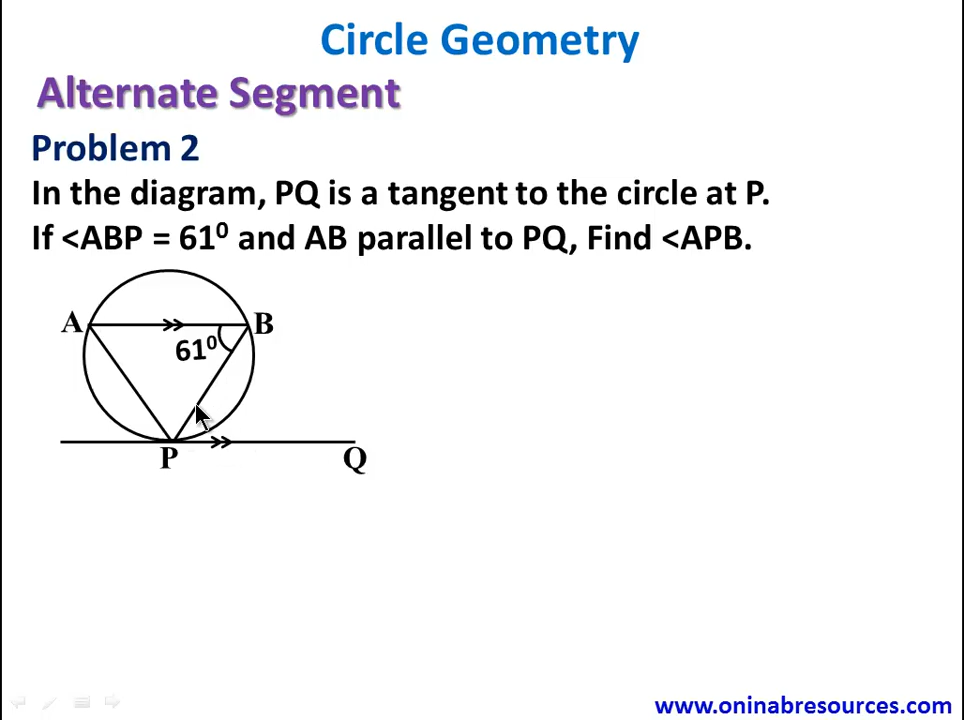 Circle Geometry
Alternate Segment
Problem 2
In the diagram, PQ is a tangent to the circle at P.
If <ABP = 61⁰ and AB parallel to PQ, Find <APB.
A B
61⁰
P Q
www.oninabresources.com